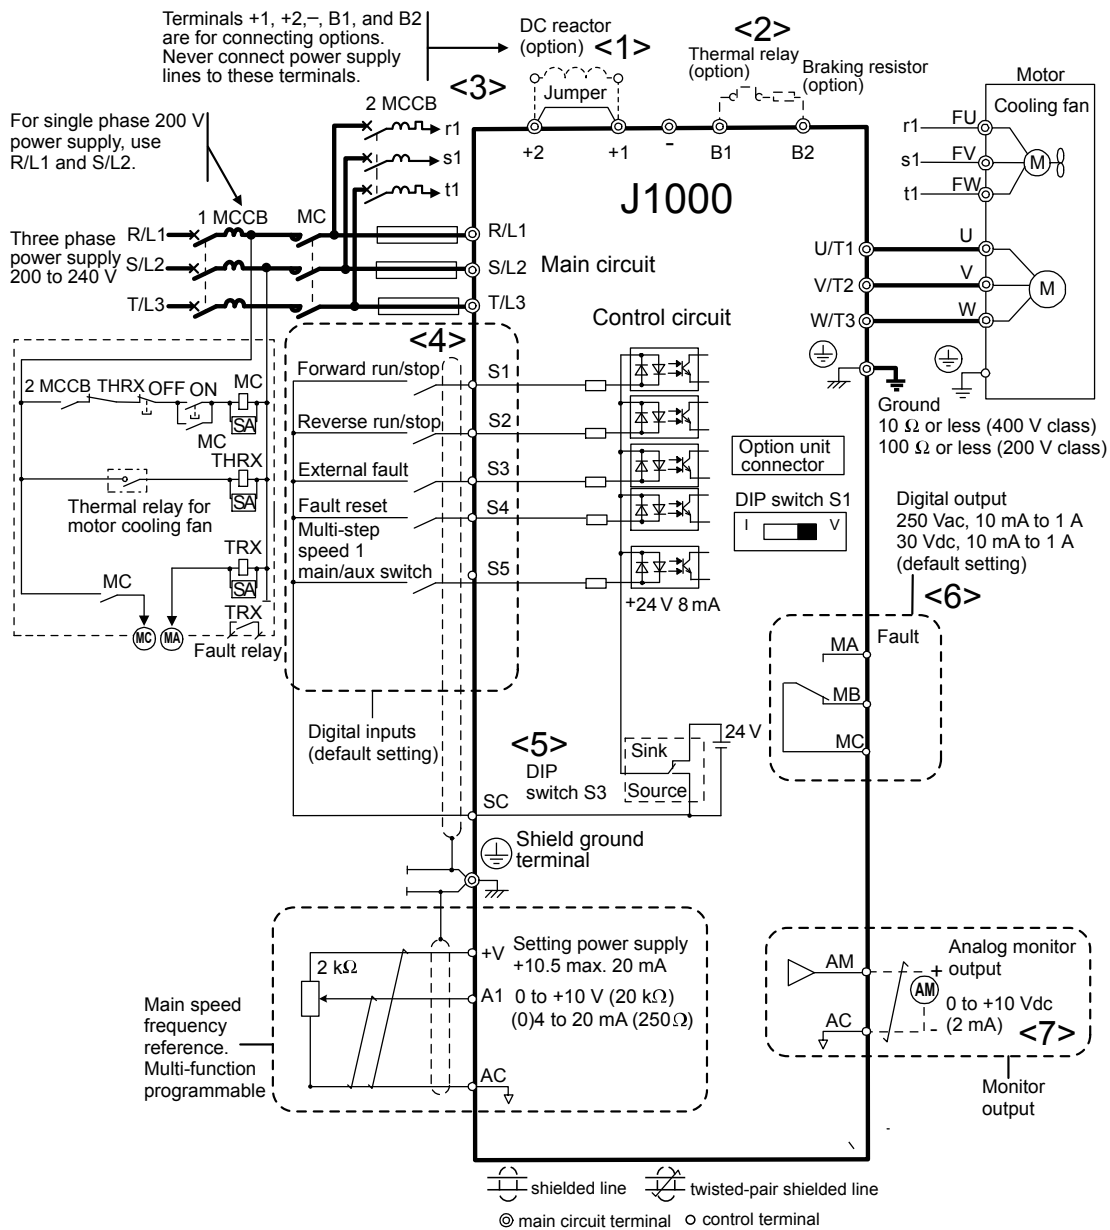 Terminals +1, +2,–, B1, and B2
are for connecting options.
Never connect power supply
lines to these terminals.
DC reactor
(option)
<1>
<2>
Thermal relay
(option)
Braking resistor
(option)
Jumper
+2
+1
–
B1
B2
Motor
Cooling fan
r1
FU
s1
FV
t1
FW
M
<3>
2 MCCB
r1
s1
t1
For single phase 200 V
power supply, use
R/L1 and S/L2.
J1000
1 MCCB
MC
Three phase
power supply
200 to 240 V
R/L1
S/L2
T/L3
R/L1
S/L2
T/L3
Main circuit
Control circuit
U/T1
V/T2
W/T3
U
V
W
M
Ground
10 Ω or less (400 V class)
100 Ω or less (200 V class)
2 MCCB
THRX
OFF
ON
MC
SA
MC
THRX
SA
Thermal relay for
motor cooling fan
TRX
SA
MC
TRX
MC
MA
Fault relay
<4>
Forward run/stop
S1
Reverse run/stop
S2
External fault
S3
Fault reset
S4
Multi-step
speed 1
main/aux switch
S5
Digital inputs
(default setting)
+24 V 8 mA
Option unit
connector
DIP switch S1
I
V
Digital output
250 Vac, 10 mA to 1 A
30 Vdc, 10 mA to 1 A
(default setting)
<6>
Fault
MA
MB
MC
<5>
DIP
switch S3
Sink
Source
24 V
SC
Shield ground
terminal
Main speed
frequency
reference.
Multi-function
programmable
2 kΩ
+V
Setting power supply
+10.5 max. 20 mA
A1
0 to +10 V (20 kΩ)
(0)4 to 20 mA (250Ω)
AC
AM
AC
Analog monitor
output
+
AM
0 to +10 Vdc
(2 mA)
-
<7>
Monitor
output
shielded line
twisted-pair shielded line
main circuit terminal
control terminal